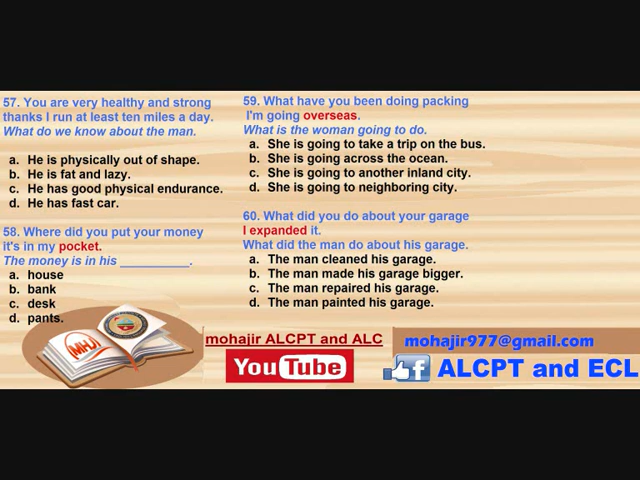 57. You are very healthy and strong
thanks I run at least ten miles a day.
What do we know about the man.
a. He is physically out of shape.
b. He is fat and lazy.
c. He has good physical endurance.
d. He has fast car.
58. Where did you put your money
it's in my pocket.
The money is in his __________.
a. house
b. bank
c. desk
d. pants.
59. What have you been doing packing
I'm going overseas.
What is the woman going to do.
a. She is going to take a trip on the bus.
b. She is going across the ocean.
c. She is going to another inland city.
d. She is going to neighboring city.
60. What did you do about your garage
I expanded it.
What did the man do about his garage.
a. The man cleaned his garage.
b. The man made his garage bigger.
c. The man repaired his garage.
d. The man painted his garage.
MHJ
mohajir ALCPT and ALC
mohajir977@gmail.com
YouTube
f ALCPT and ECL